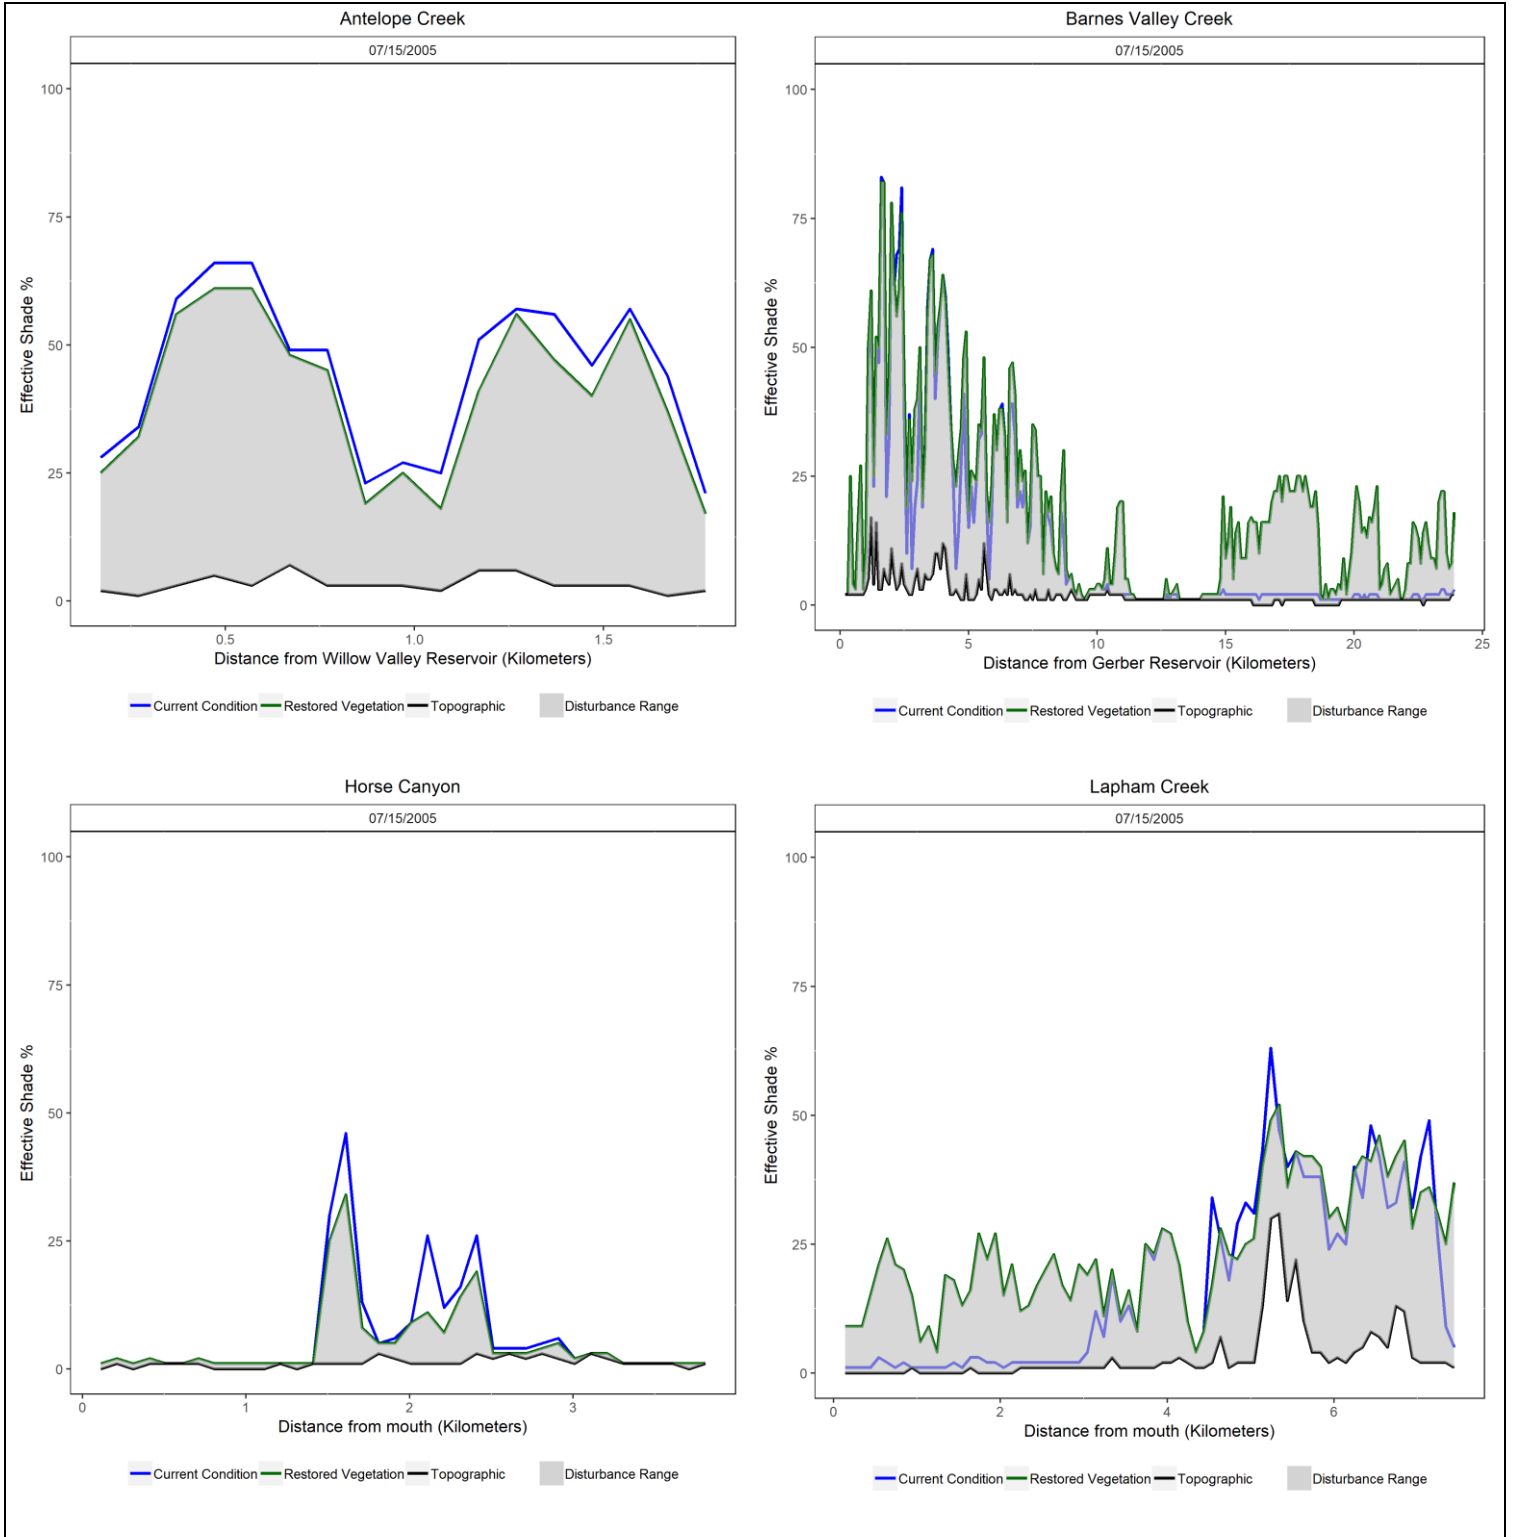 Antelope Creek
07/15/2005
100
75
50
25
0
Effective Shade %
0.5 1.0 1.5
Distance from Willow Valley Reservoir (Kilometers)
Current Condition Restored Vegetation Topographic Disturbance Range
Barnes Valley Creek
07/15/2005
100
75
50
25
0
Effective Shade %
0 5 10 15 20 25
Distance from Gerber Reservoir (Kilometers)
Current Condition Restored Vegetation Topographic Disturbance Range
Horse Canyon
07/15/2005
100
75
50
25
0
Effective Shade %
0 1 2 3
Distance from mouth (Kilometers)
Current Condition Restored Vegetation Topographic Disturbance Range
Lapham Creek
07/15/2005
100
75
50
25
0
Effective Shade %
0 2 4 6
Distance from mouth (Kilometers)
Current Condition Restored Vegetation Topographic Disturbance Range